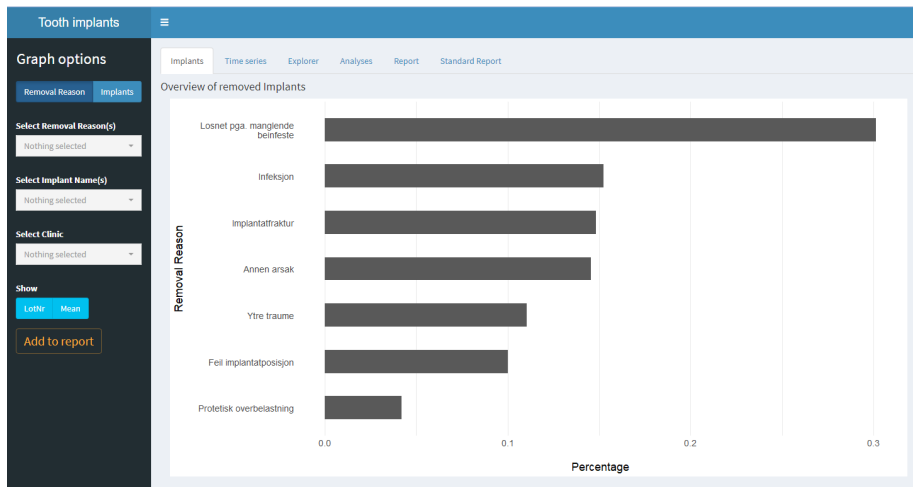 Tooth implants
Graph options
Removal Reason
Implants
Select Removal Reason(s)
Nothing selected
Select Implant Name(s)
Nothing selected
Select Clinic
Nothing selected
Show
LotNr
Mean
Add to report
Implants
Time series
Explorer
Analyses
Report
Standard Report
Overview of removed Implants
Removal Reason
Losnet pga. manglende
beinfeste
Infeksjon
Implantatfraktur
Annen arsak
Ytre traume
Feil implantatposisjon
Protetisk overbelastning
0.0
0.1
0.2
0.3
Percentage